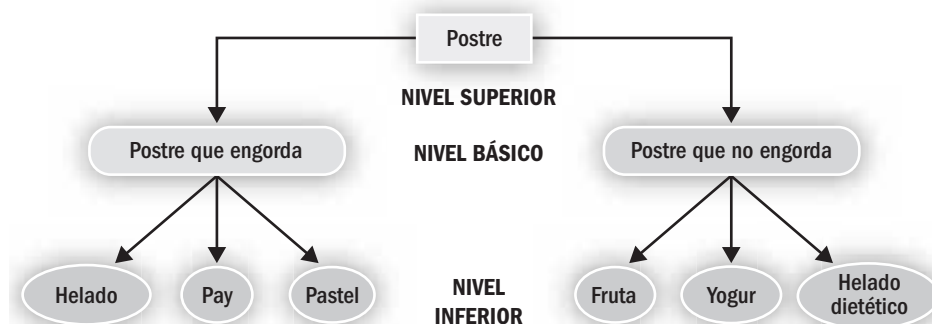 Postre
NIVEL SUPERIOR
Postre que engorda
NIVEL BÁSICO
Postre que no engorda
Helado
Pay
Pastel
NIVEL
INFERIOR
Fruta
Yogur
Helado
dietético